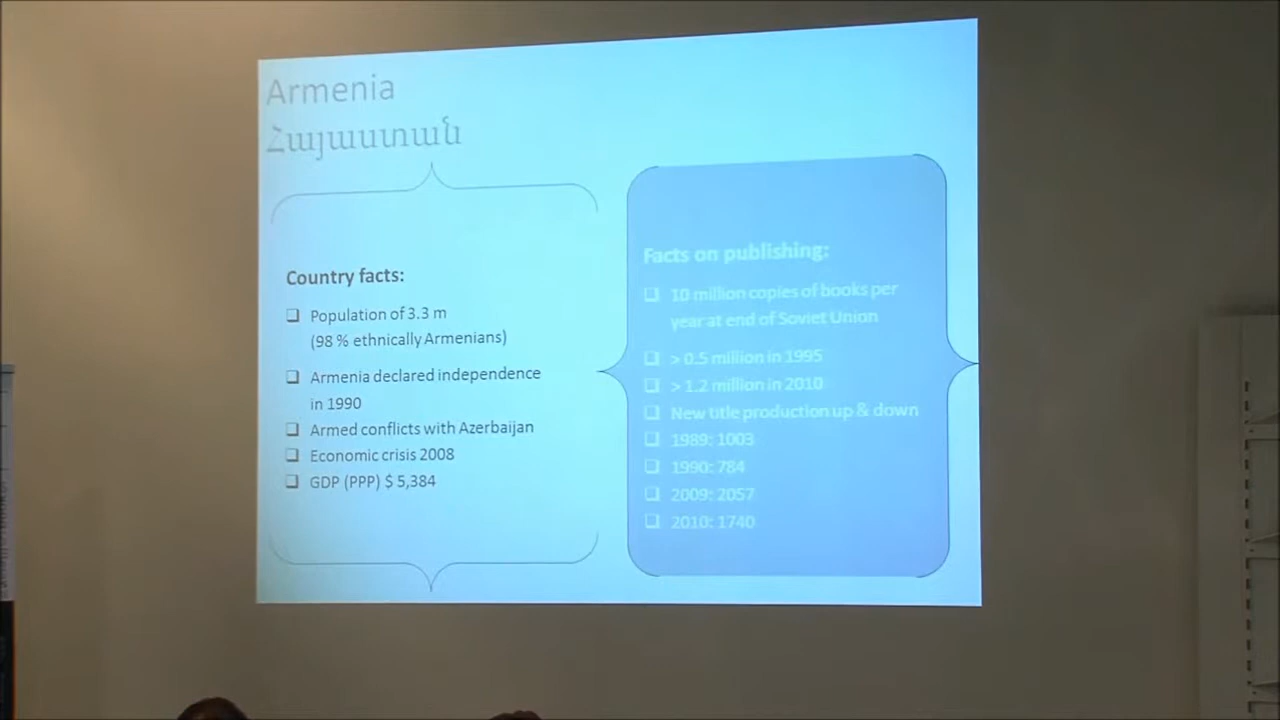 Armenia
Հայաստան
Country facts:
❑ Population of 3.3 m
(98 % ethnically Armenians)
❑ Armenia declared independence
in 1990
❑ Armed conflicts with Azerbaijan
❑ Economic crisis 2008
❑ GDP (PPP) $ 5,384
Facts on publishing:
❑ 10 million copies of books per
year at end of Soviet Union
❑ > 0.5 million in 1995
❑ > 1.2 million in 2010
❑ New title production up & down
❑ 1989: 1003
❑ 1990: 784
❑ 2009: 2057
❑ 2010: 1740